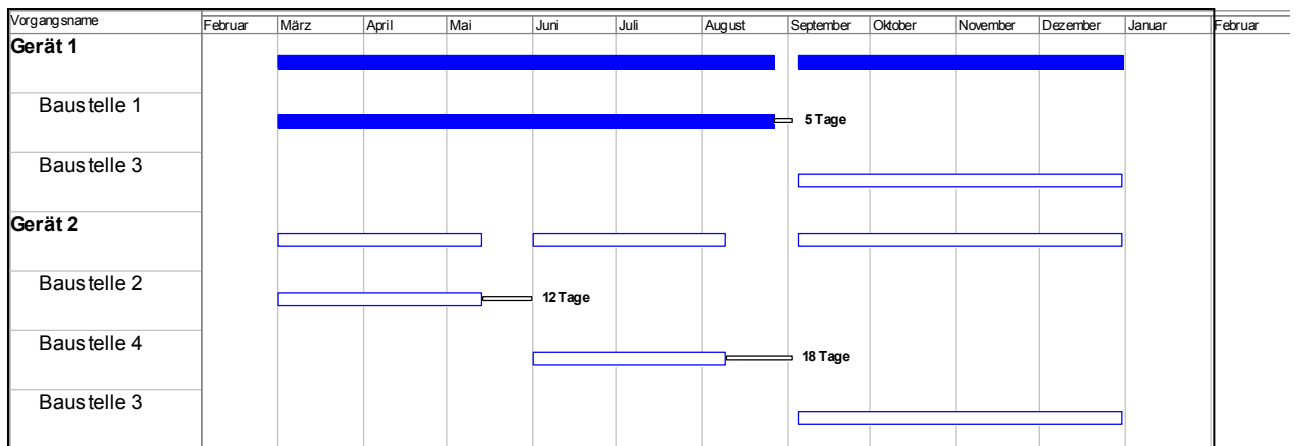 Vorgangsname Februar März April Mai Juni Juli August September Oktober November Dezember Januar Februar
Gerät 1
Baustelle 1 5 Tage
Baustelle 3
Gerät 2
Baustelle 2 12 Tage
Baustelle 4 18 Tage
Baustelle 3